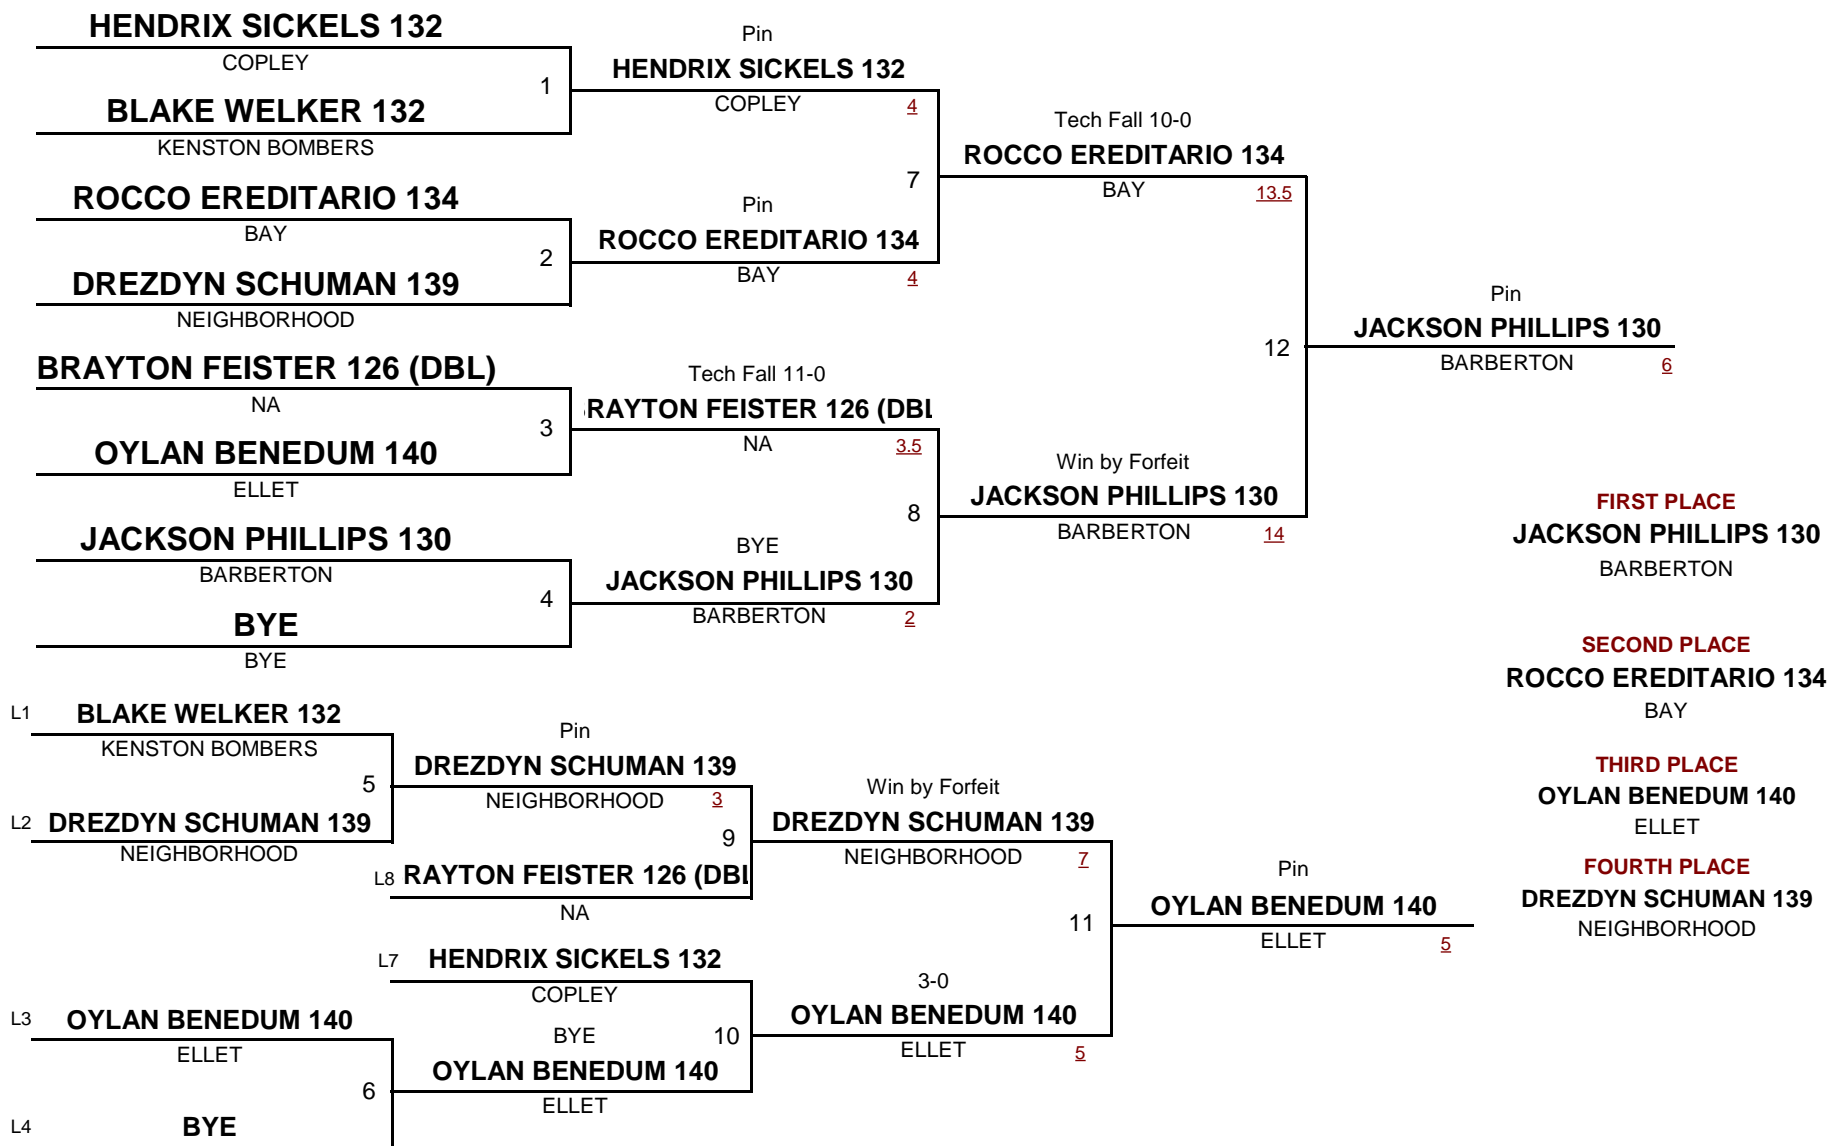 HENDRIX SICKELS 132
COPLEY
1
BLAKE WELKER 132
KENSTON BOMBERS
ROCCO EREDITARIO 134
BAY
2
DREZDYN SCHUMAN 139
NEIGHBORHOOD
BRAYTON FEISTER 126 (DBL)
NA
3
OYLAN BENEDUM 140
ELLET
JACKSON PHILLIPS 130
BARBERTON
4
BYE
BYE
Pin
HENDRIX SICKELS 132
COPLEY
4
7
Pin
ROCCO EREDITARIO 134
BAY
4
Tech Fall 11-0
RAYTON FEISTER 126 (DBL
NA
3.5
8
BYE
JACKSON PHILLIPS 130
BARBERTON
2
Tech Fall 10-0
ROCCO EREDITARIO 134
BAY
13.5
12
Win by Forfeit
JACKSON PHILLIPS 130
BARBERTON
14
Pin
JACKSON PHILLIPS 130
BARBERTON
6
FIRST PLACE
JACKSON PHILLIPS 130
BARBERTON
SECOND PLACE
ROCCO EREDITARIO 134
BAY
THIRD PLACE
OYLAN BENEDUM 140
ELLET
FOURTH PLACE
DREZDYN SCHUMAN 139
NEIGHBORHOOD
L1 BLAKE WELKER 132
KENSTON BOMBERS
5
L2 DREZDYN SCHUMAN 139
NEIGHBORHOOD
Pin
DREZDYN SCHUMAN 139
NEIGHBORHOOD
3
9
L8 RAYTON FEISTER 126 (DBL
NA
L7 HENDRIX SICKELS 132
COPLEY
10
L3 OYLAN BENEDUM 140
ELLET
6
L4 BYE
BYE
OYLAN BENEDUM 140
ELLET
Win by Forfeit
DREZDYN SCHUMAN 139
NEIGHBORHOOD
7
11
3-0
OYLAN BENEDUM 140
ELLET
5
Pin
OYLAN BENEDUM 140
ELLET
5